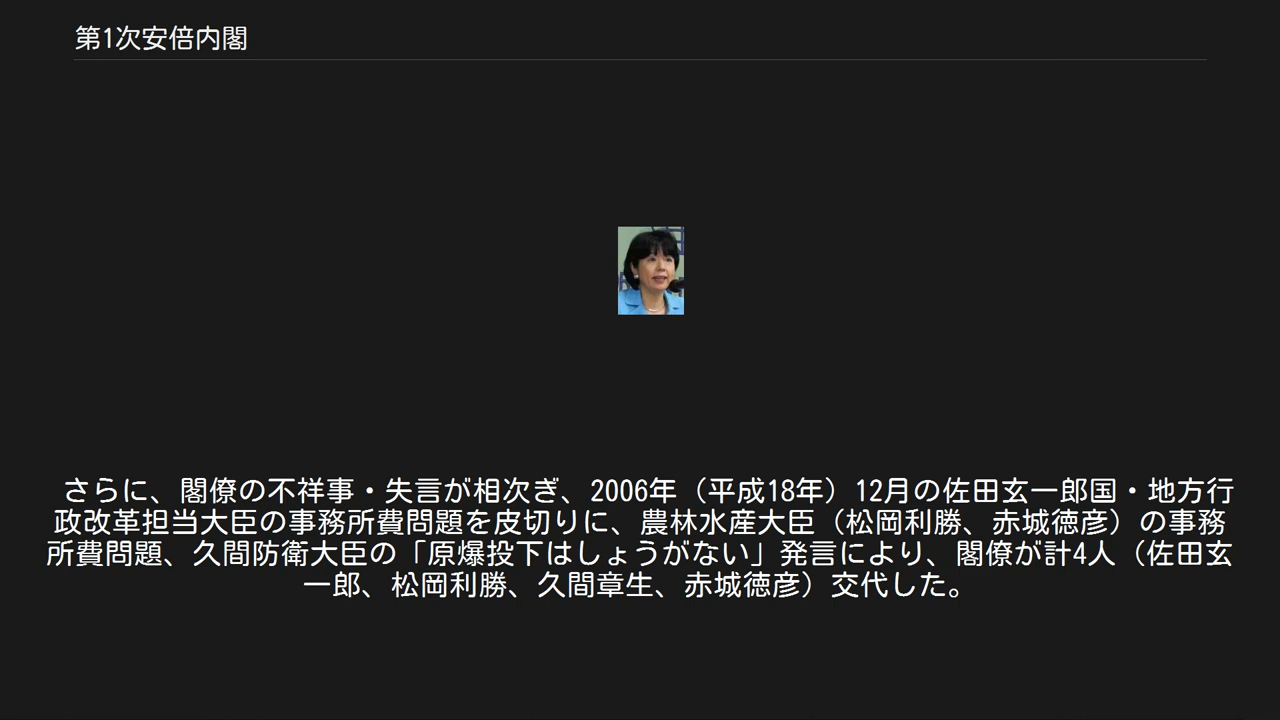 第1次安倍内閣
さらに、閣僚の不祥事・失言が相次ぎ、2006年（平成18年）12月の佐田玄一郎国・地方行
政改革担当大臣の事務所費問題を皮切りに、農林水産大臣（松岡利勝、赤城徳彦）の事務
所費問題、久間防衛大臣の「原爆投下はしょうがない」発言により、閣僚が計4人（佐田玄
一郎、松岡利勝、久間章生、赤城徳彦）交代した。